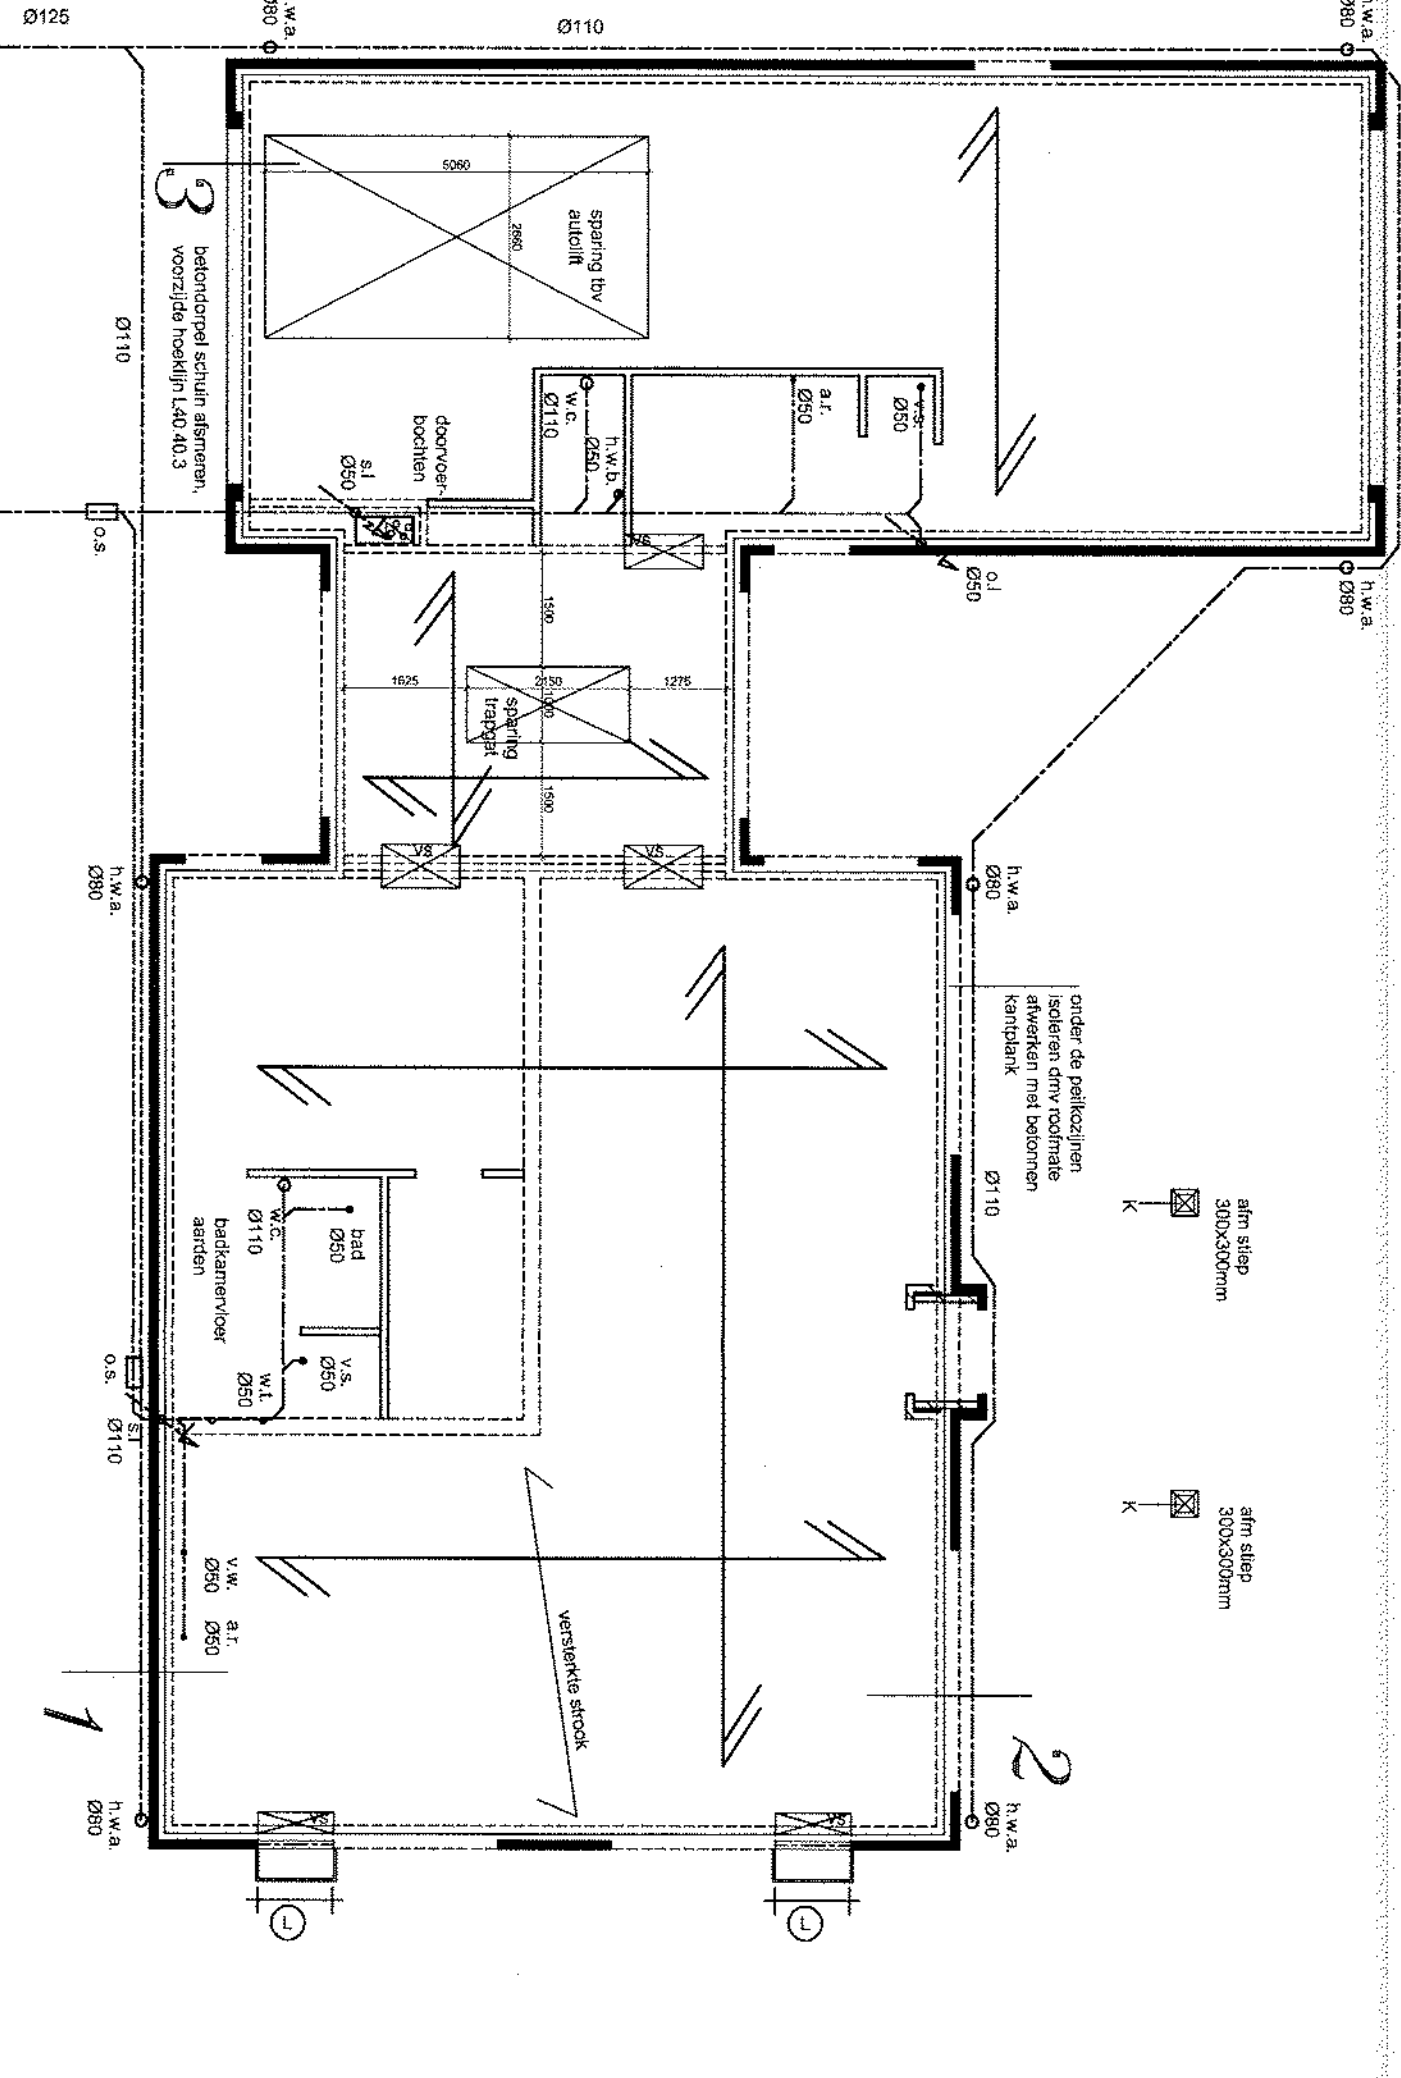 Ø125
h.w.a.
Ø80
Ø110
h.w.a.
Ø80
5060
2660
sparing tbv
autolift
3
betondorpel schuin afsmeren,
voorzijde hoeklijn L40.40.3
Ø110
w.c.
Ø110
h.w.b.
Ø50
a.r.
Ø50
v.s.
Ø50
doorvoer-
bochten
s.l
Ø50
o.s.
VS
o.l
Ø50
h.w.a.
Ø80
1500
1625
2150
1275
1000
sparing
trapgat
1500
VS
VS
h.w.a.
Ø80
h.w.a.
Ø80
onder de peilkozijnen
isoleren dmv roofmate
afwerken met betonnen
kantplank
Ø110
afm stiep
300x300mm
K
afm stiep
300x300mm
K
w.c.
Ø110
bad
Ø50
badkamervloer
aarden
v.s.
Ø50
w.t.
Ø50
o.s.
s.l
Ø110
v.w.
Ø50
a.r.
Ø50
versterkte strook
1
2
h.w.a.
Ø80
h.w.a.
Ø80
VS
VS
L
L